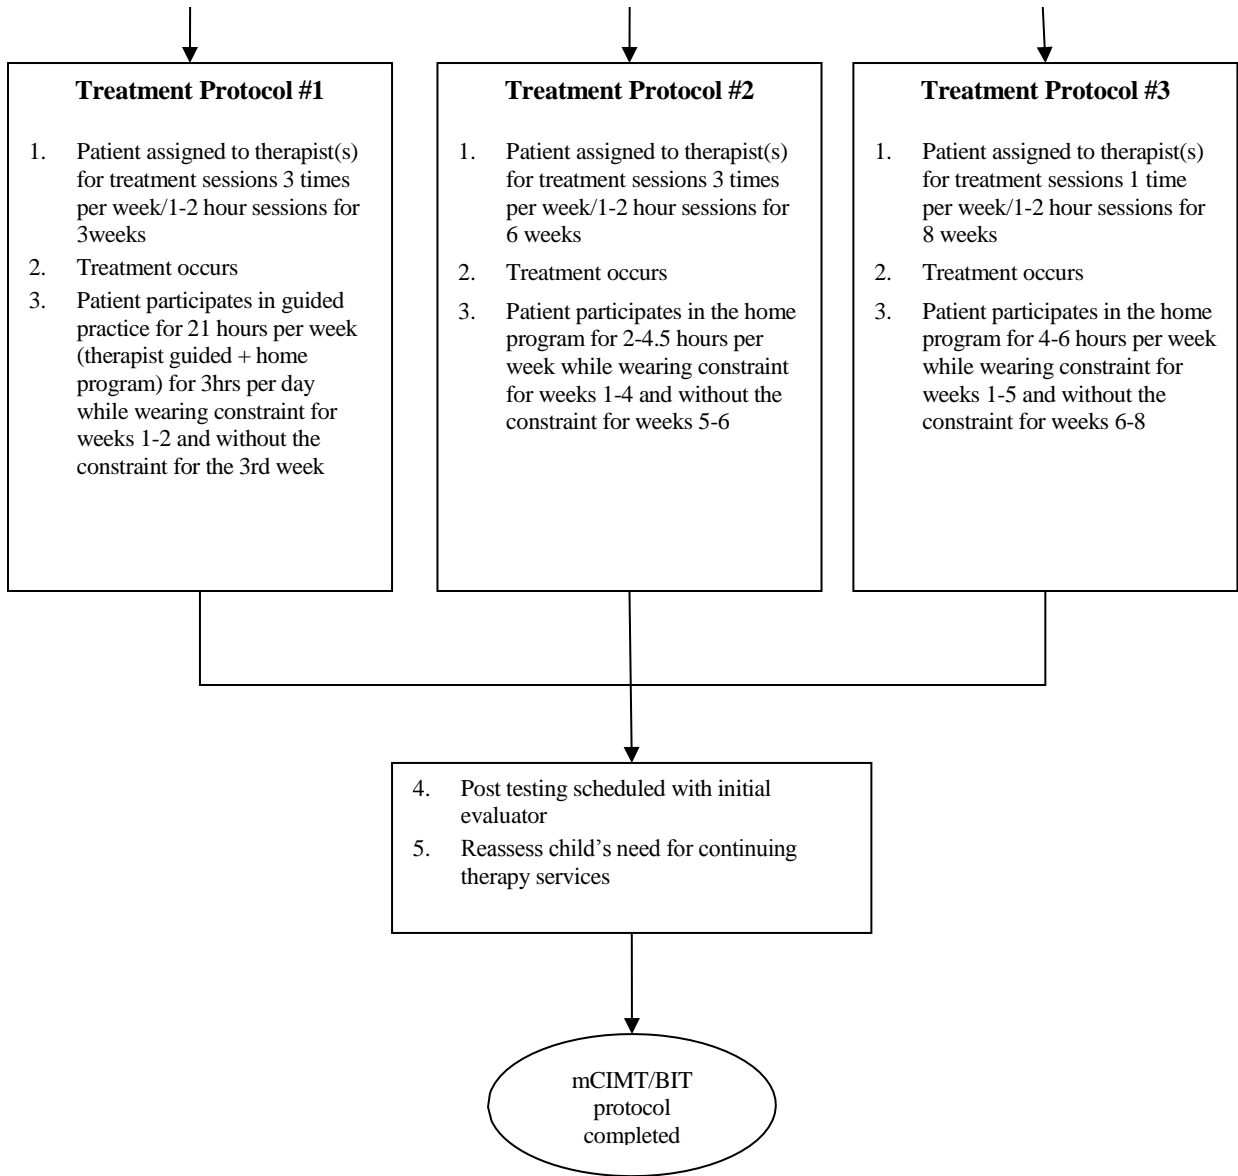 Treatment Protocol #1
1. Patient assigned to therapist(s)
for treatment sessions 3 times
per week/1-2 hour sessions for
3weeks
2. Treatment occurs
3. Patient participates in guided
practice for 21 hours per week
(therapist guided + home
program) for 3hrs per day
while wearing constraint for
weeks 1-2 and without the
constraint for the 3rd week
Treatment Protocol #2
1. Patient assigned to therapist(s)
for treatment sessions 3 times
per week/1-2 hour sessions for
6 weeks
2. Treatment occurs
3. Patient participates in the home
program for 2-4.5 hours per
week while wearing constraint
for weeks 1-4 and without the
constraint for weeks 5-6
Treatment Protocol #3
1. Patient assigned to therapist(s)
for treatment sessions 1 time
per week/1-2 hour sessions for
8 weeks
2. Treatment occurs
3. Patient participates in the home
program for 4-6 hours per week
while wearing constraint for
weeks 1-5 and without the
constraint for weeks 6-8
4. Post testing scheduled with initial
evaluator
5. Reassess child’s need for continuing
therapy services
mCIMT/BIT
protocol
completed